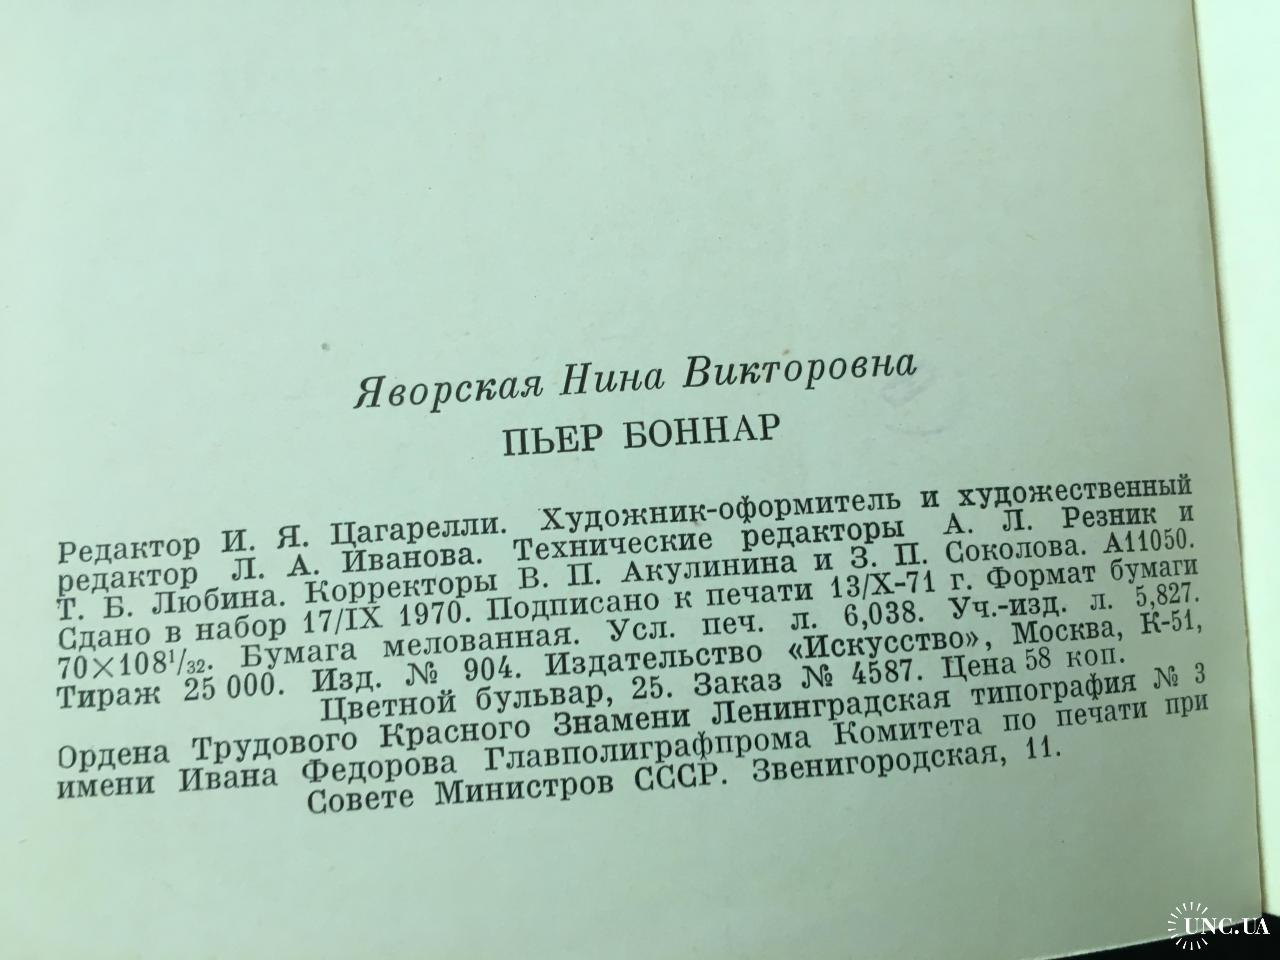 Яворская Нина Викторовна
ПЬЕР БОННАР
Редактор И. Я. Цагарелли. Художник-оформитель и художественный
редактор Л. А. Иванова. Технические редакторы А. Л. Резник и
Т. Б. Любина. Корректоры В. П. Акулинина и З. П. Соколова. А11050.
Сдано в набор 17/IX 1970. Подписано к печати 13/X-71 г. Формат бумаги
70×108¹/₃₂. Бумага мелованная. Усл. печ. л. 6,038. Уч.-изд. л. 5,827.
Тираж 25 000. Изд. № 904. Издательство «Искусство», Москва, К-51,
Цветной бульвар, 25. Заказ № 4587. Цена 58 коп.
Ордена Трудового Красного Знамени Ленинградская типография № 3
имени Ивана Федорова Главполиграфпрома Комитета по печати при
Совете Министров СССР. Звенигородская, 11.
UNC.UA